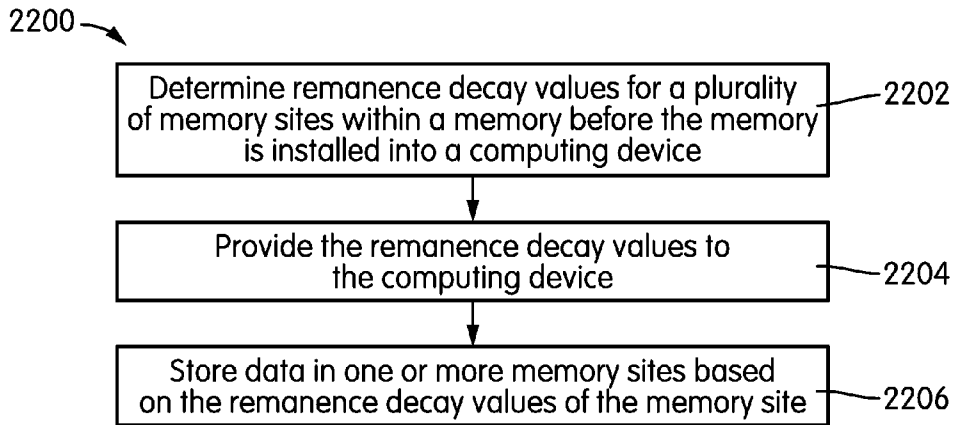 2200
Determine remanence decay values for a plurality
of memory sites within a memory before the memory
is installed into a computing device
2202
Provide the remanence decay values to
the computing device
2204
Store data in one or more memory sites based
on the remanence decay values of the memory site
2206